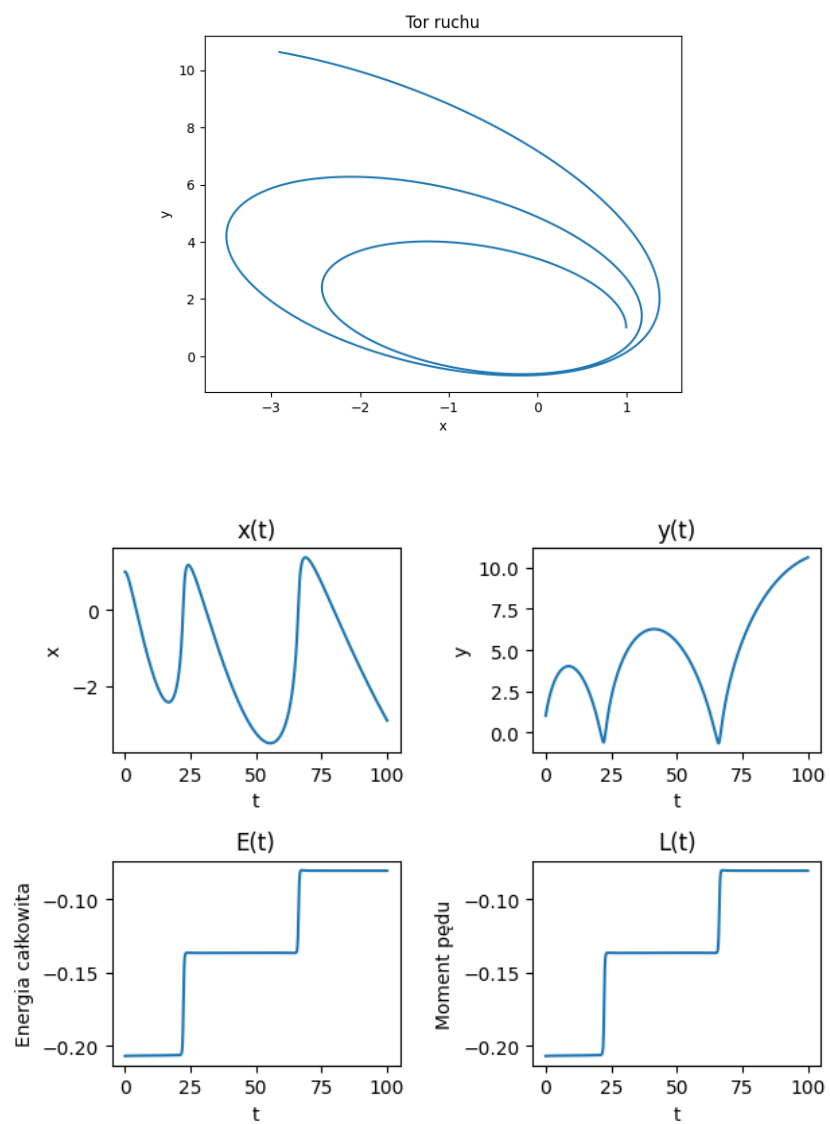 Tor ruchu
10
8
6
4
2
0
y
−3 −2 −1 0 1
x
x(t)
0
−2
x
0 25 50 75 100
t
y(t)
10.0
7.5
5.0
2.5
0.0
y
0 25 50 75 100
t
E(t)
−0.10
−0.15
−0.20
Energia całkowita
0 25 50 75 100
t
L(t)
−0.10
−0.15
−0.20
Moment pędu
0 25 50 75 100
t